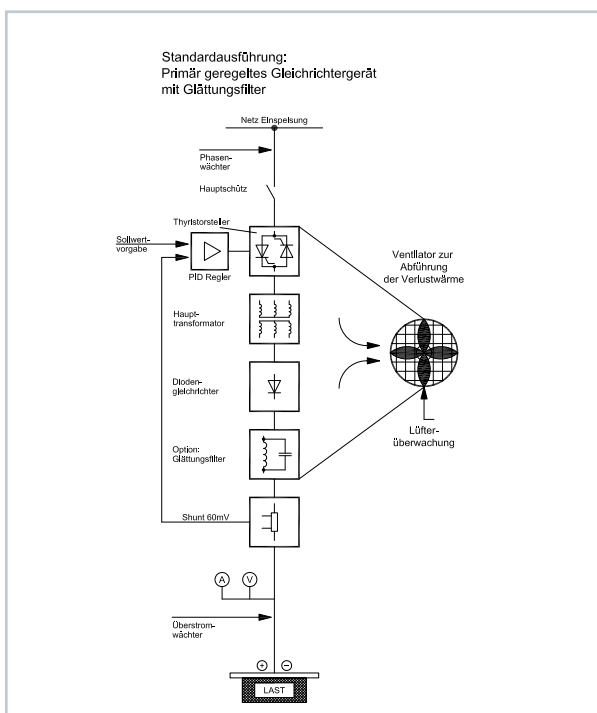 Standardausführung:
Primär geregeltes Gleichrichtergerät
mit Glättungsfilter
Netz Einspeisung
Phasen-
wächter
Hauptschütz
Thyristorsteller
Sollwert-
vorgabe
PID Regler
Ventilator zur
Abführung
der Verlustwärme
Haupt-
transformator
Dioden-
gleichrichter
Lüfter-
überwachung
Option:
Glättungsfilter
Shunt 60mV
A V
Überstrom-
wächter
+ −
LAST